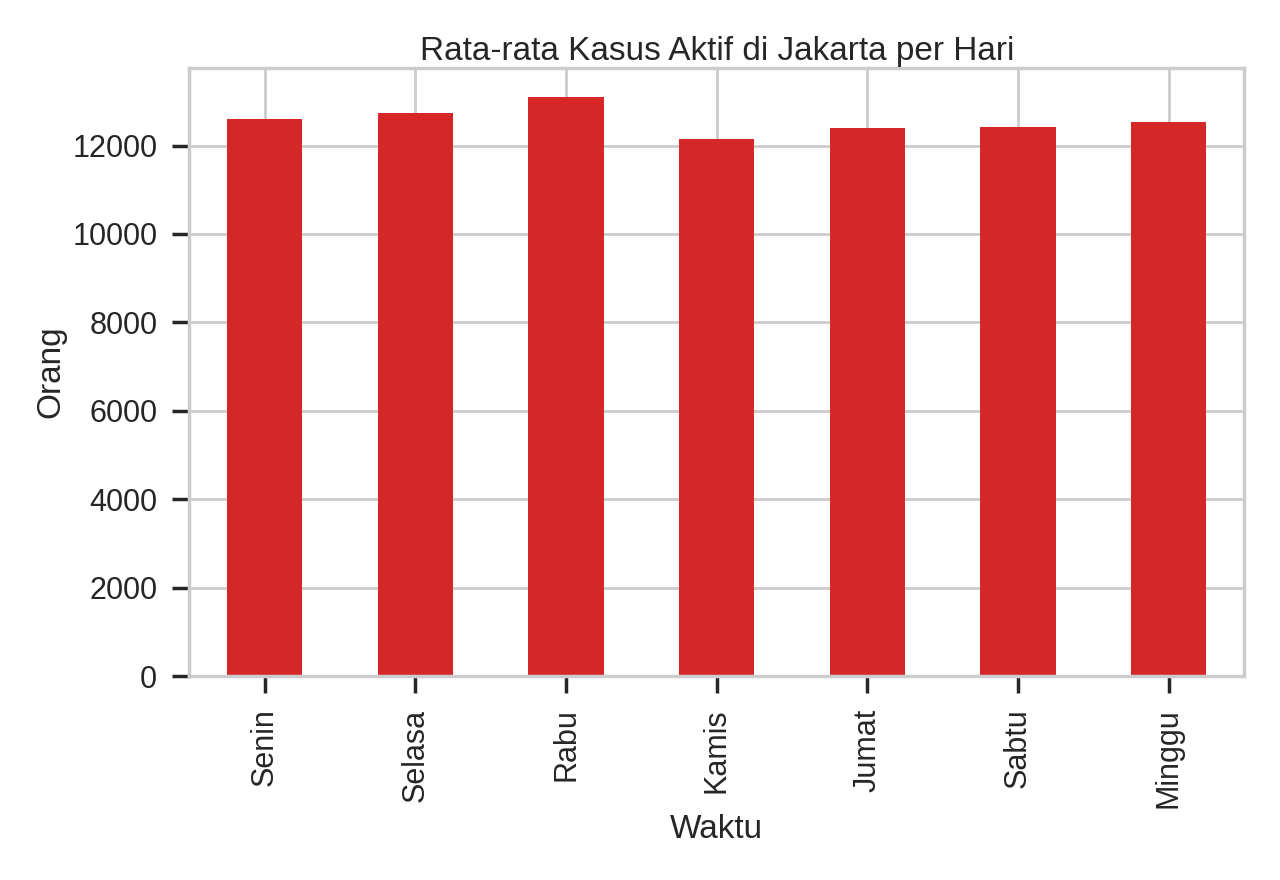 Rata-rata Kasus Aktif di Jakarta per Hari
12000
10000
8000
6000
4000
2000
0
Orang
Senin
Selasa
Rabu
Kamis
Jumat
Sabtu
Minggu
Waktu